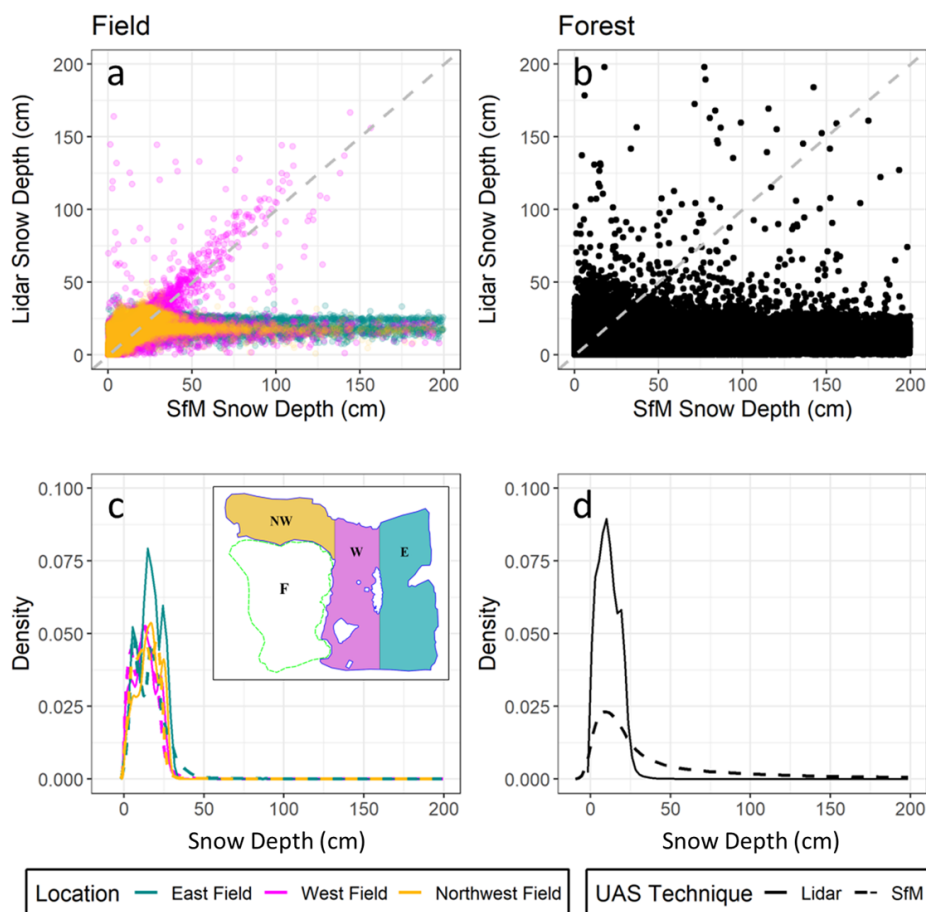 Field
Forest
a
b
200
150
100
50
0
Lidar Snow Depth (cm)
0 50 100 150 200
SfM Snow Depth (cm)
200
150
100
50
0
Lidar Snow Depth (cm)
0 50 100 150 200
SfM Snow Depth (cm)
c
NW
W
E
F
0.100
0.075
0.050
0.025
0.000
Density
0 50 100 150 200
Snow Depth (cm)
d
0.100
0.075
0.050
0.025
0.000
Density
0 50 100 150 200
Snow Depth (cm)
Location East Field West Field Northwest Field
UAS Technique Lidar SfM